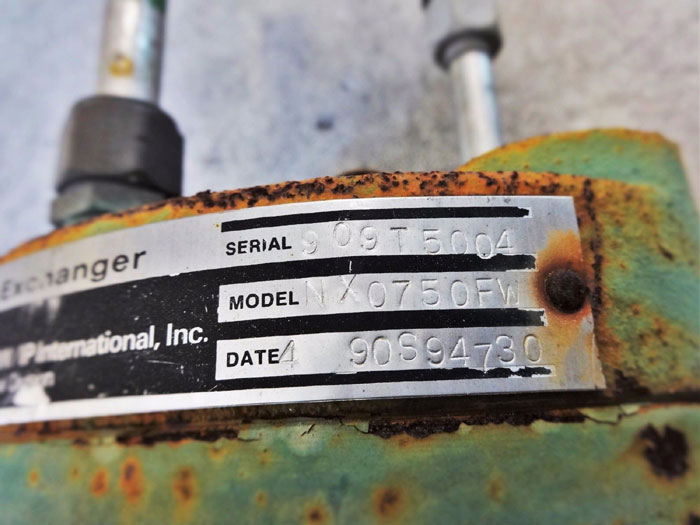 Exchanger
International, Inc.
SERIAL 909T5004
MODEL NX0750FW
DATE 4 90S94730